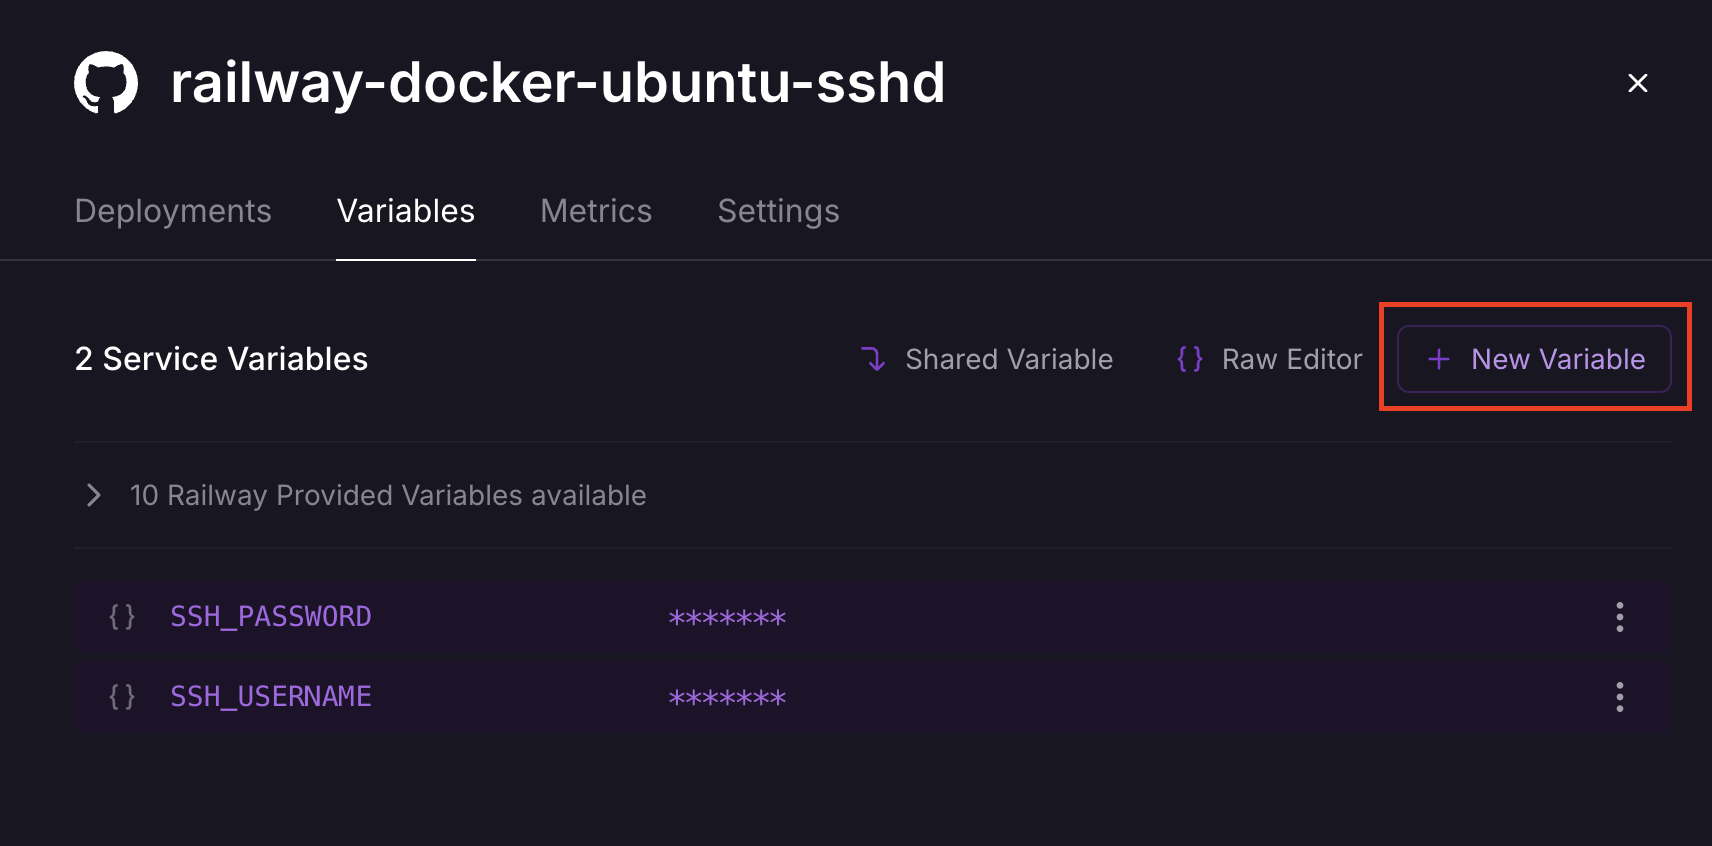 railway-docker-ubuntu-sshd
Deployments Variables Metrics Settings
2 Service Variables Shared Variable {} Raw Editor + New Variable
10 Railway Provided Variables available
{} SSH_PASSWORD *******
{} SSH_USERNAME *******